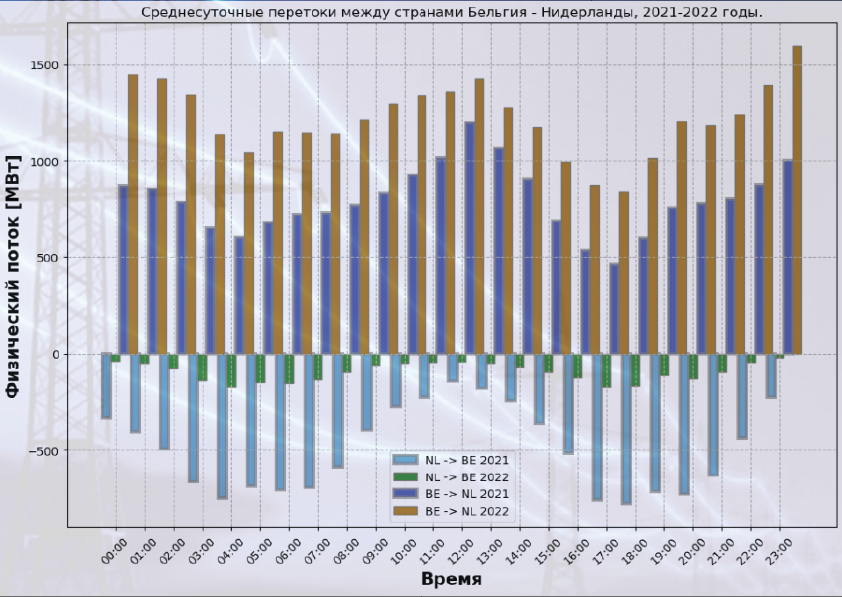 Среднесуточные перетоки между странами Бельгия - Нидерланды, 2021-2022 годы.
Физический поток [МВт]
1500
1000
500
0
−500
NL -> BE 2021
NL -> BE 2022
BE -> NL 2021
BE -> NL 2022
00:00 01:00 02:00 03:00 04:00 05:00 06:00 07:00 08:00 09:00 10:00 11:00 12:00 13:00 14:00 15:00 16:00 17:00 18:00 19:00 20:00 21:00 22:00 23:00
Время